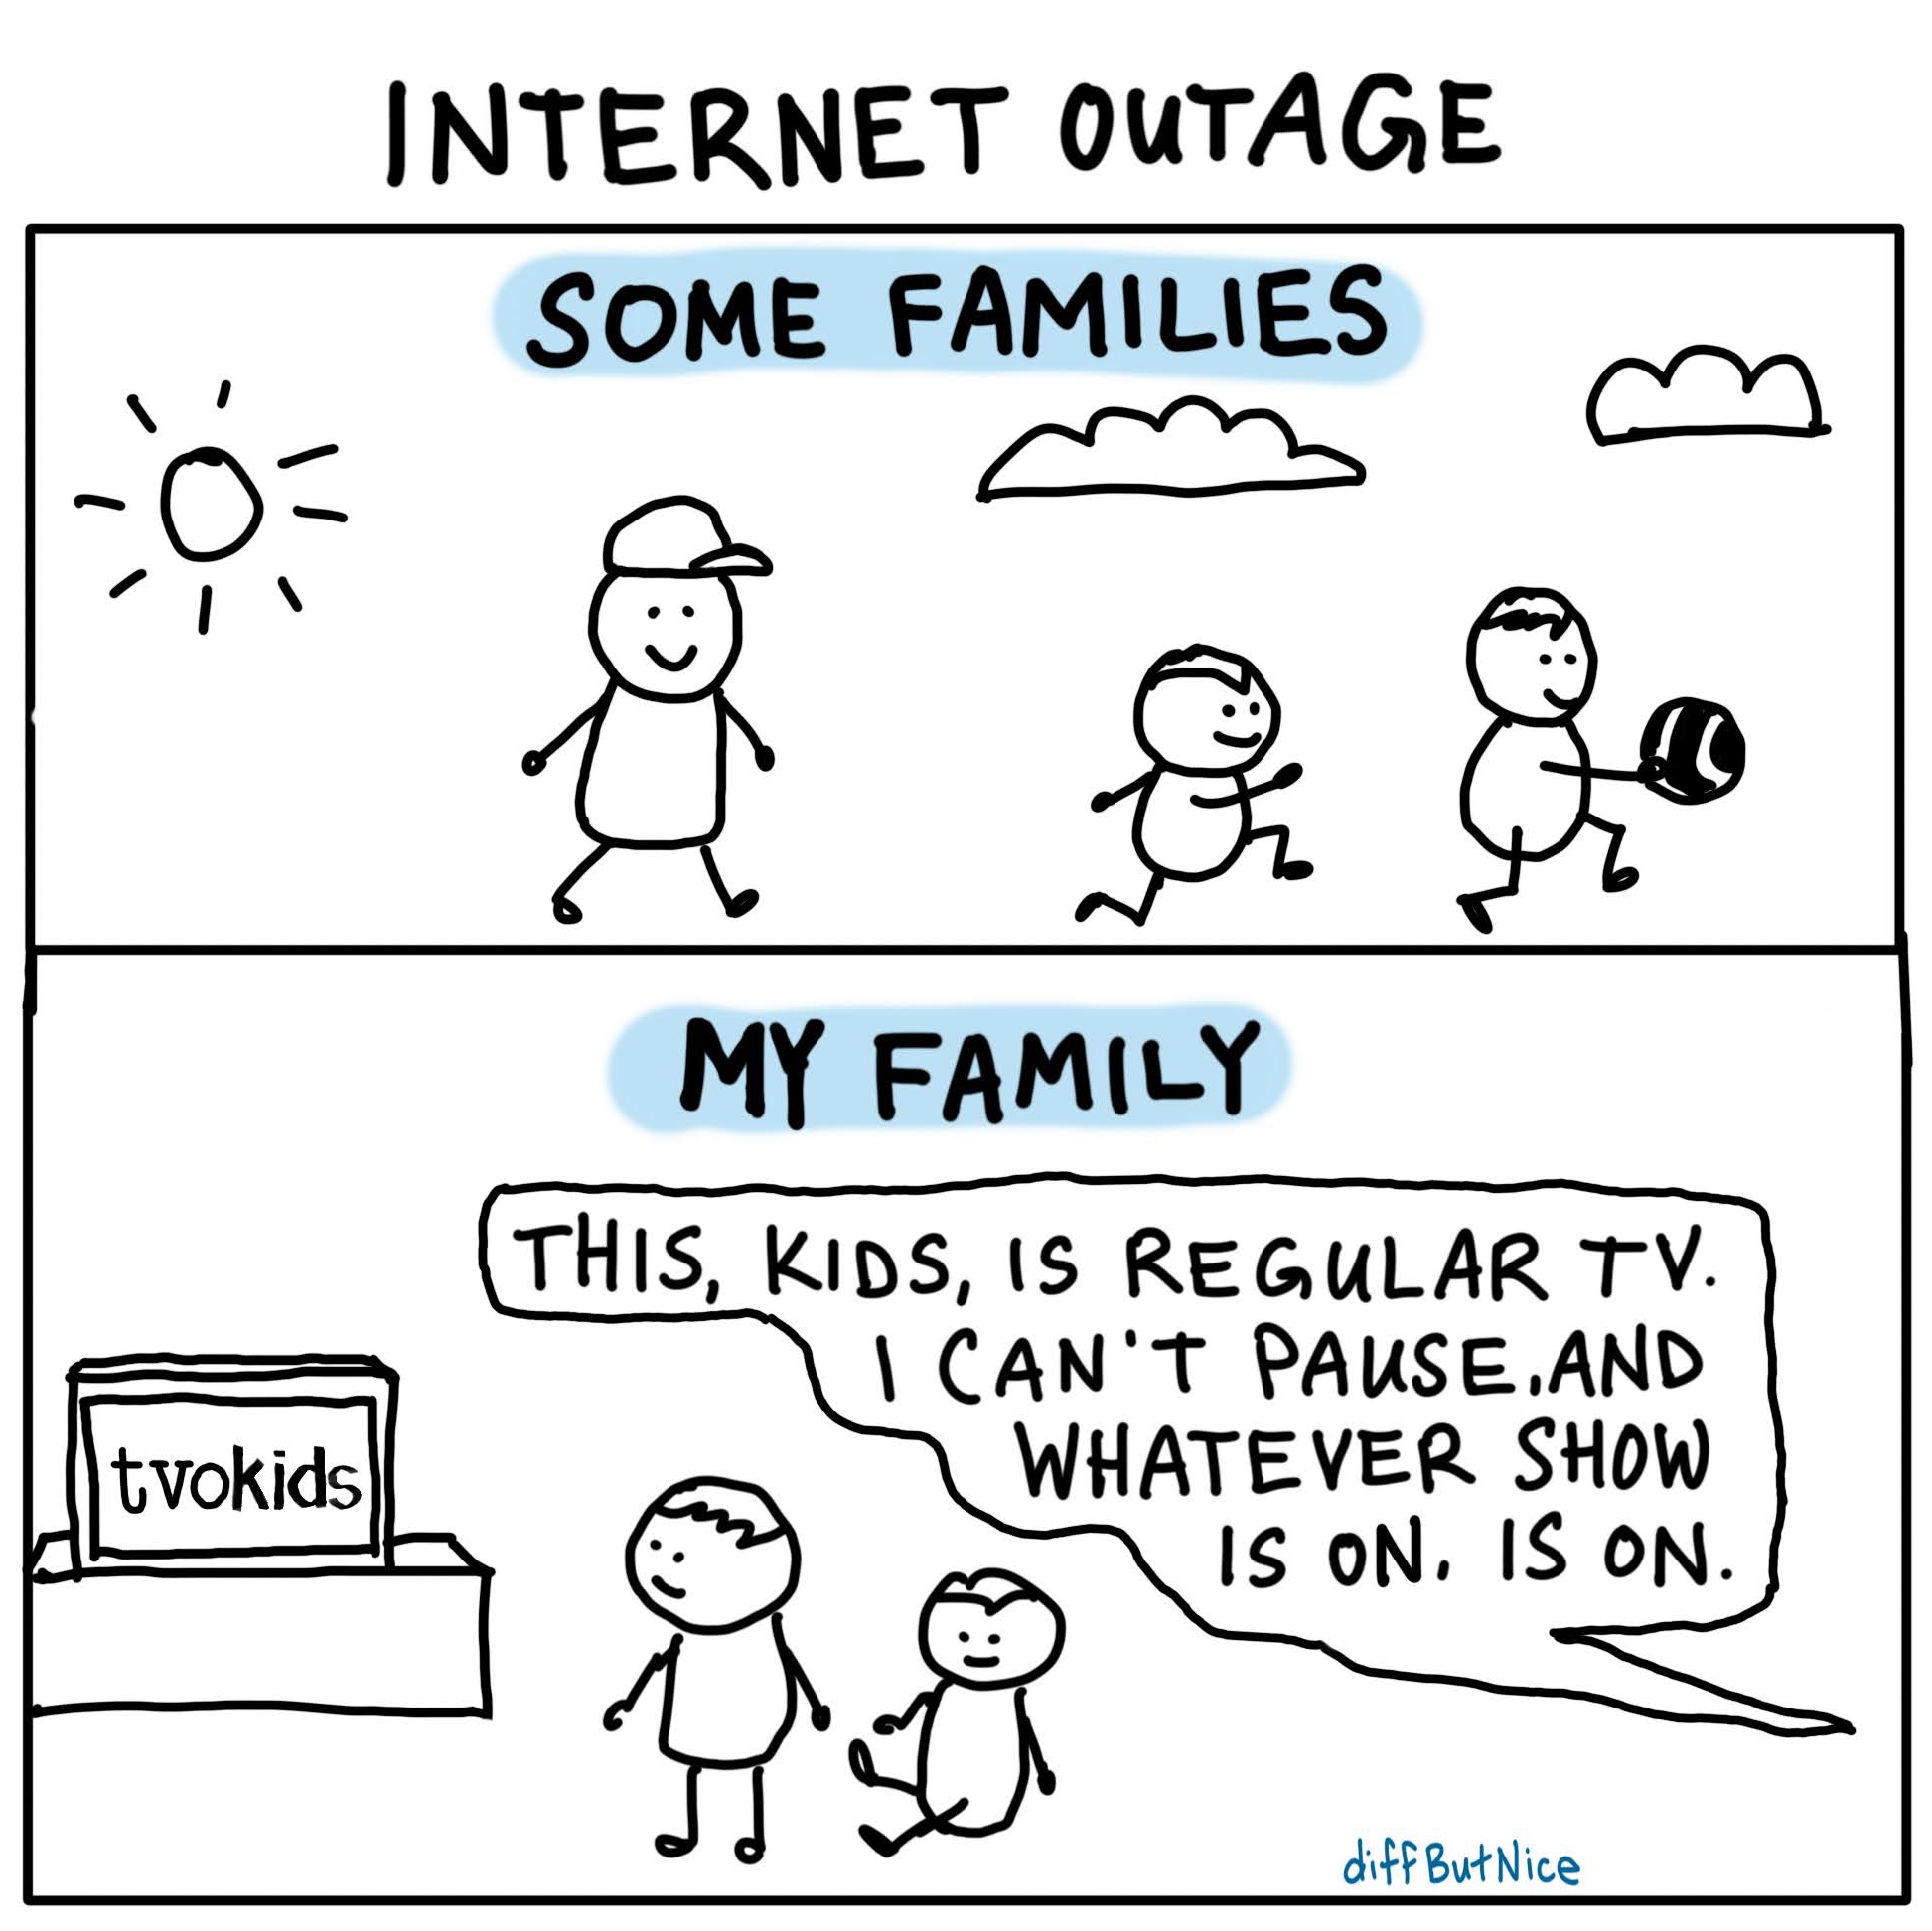 INTERNET OUTAGE
SOME FAMILIES
MY FAMILY
THIS, KIDS, IS REGULAR TV.
I CAN'T PAUSE, AND
WHATEVER SHOW
IS ON, IS ON.
tvokids
diffButNice